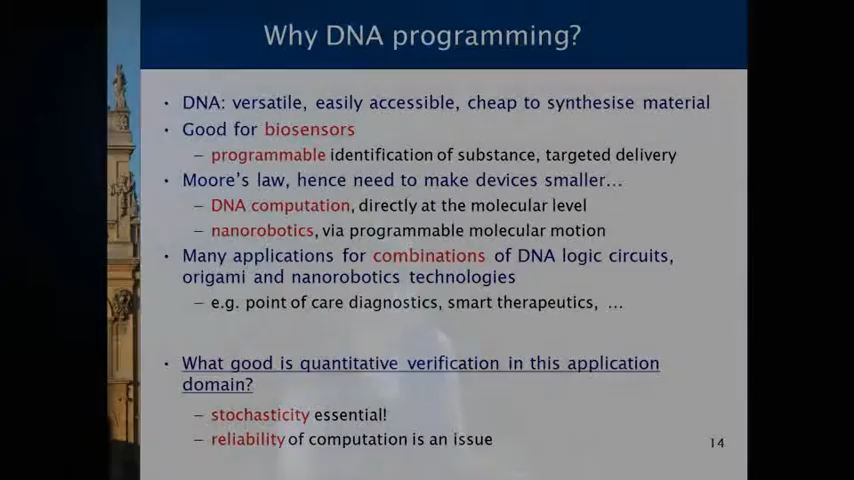 Why DNA programming?
• DNA: versatile, easily accessible, cheap to synthesise material
• Good for biosensors
– programmable identification of substance, targeted delivery
• Moore's law, hence need to make devices smaller...
– DNA computation, directly at the molecular level
– nanorobotics, via programmable molecular motion
• Many applications for combinations of DNA logic circuits,
origami and nanorobotics technologies
– e.g. point of care diagnostics, smart therapeutics, ...
• What good is quantitative verification in this application
domain?
– stochasticity essential!
– reliability of computation is an issue
14